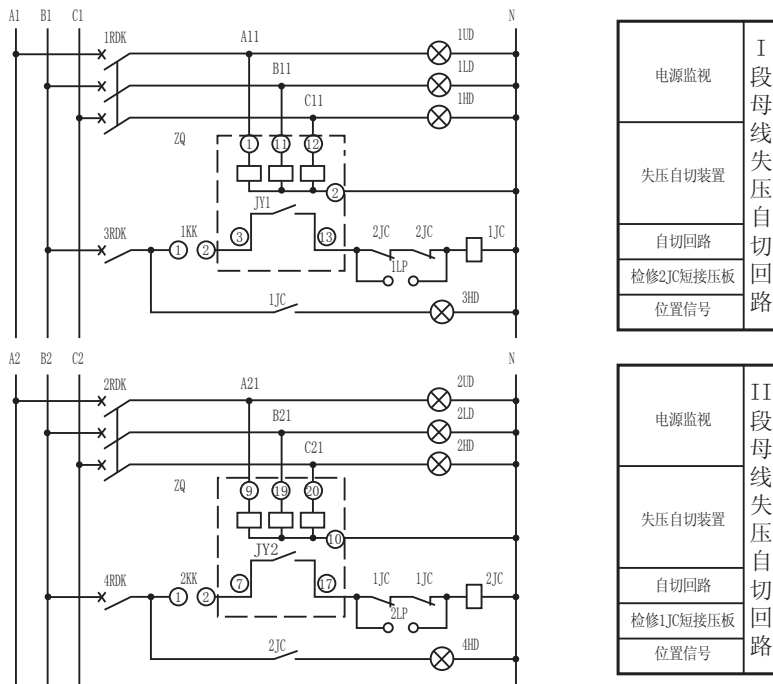 A1 B1 C1 N
1RDK A11 1UD
B11 1LD
C11 1HD
ZQ ① ⑪ ⑫
②
JY1
3RDK 1KK ① ② ③ ⑬ 2JC 2JC 1JC
1LP
1JC 3HD
电源监视
失压自切装置
自切回路
检修2JC短接压板
位置信号
I段母线失压自切回路
A2 B2 C2 N
2RDK A21 2UD
B21 2LD
C21 2HD
ZQ ⑨ ⑲ ⑳
⑩
JY2
4RDK 2KK ① ② ⑦ ⑰ 1JC 1JC 2JC
2LP
2JC 4HD
电源监视
失压自切装置
自切回路
检修1JC短接压板
位置信号
II段母线失压自切回路